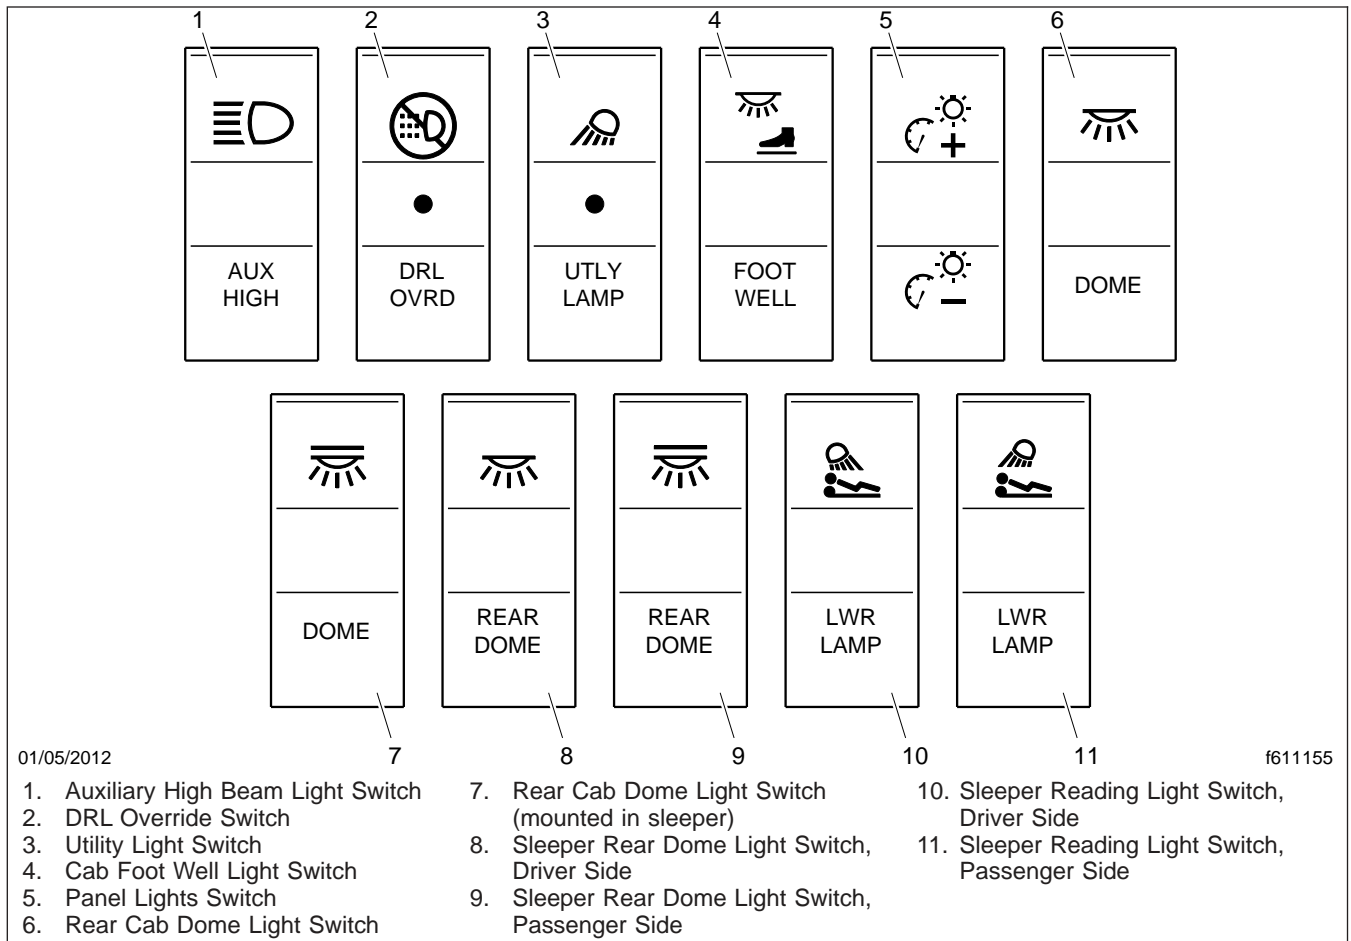 1 2 3 4 5 6
AUX
HIGH
DRL
OVRD
UTLY
LAMP
FOOT
WELL
DOME
DOME
REAR
DOME
REAR
DOME
LWR
LAMP
LWR
LAMP
7 8 9 10 11
01/05/2012
f611155
1. Auxiliary High Beam Light Switch
2. DRL Override Switch
3. Utility Light Switch
4. Cab Foot Well Light Switch
5. Panel Lights Switch
6. Rear Cab Dome Light Switch
7. Rear Cab Dome Light Switch
(mounted in sleeper)
8. Sleeper Rear Dome Light Switch,
Driver Side
9. Sleeper Rear Dome Light Switch,
Passenger Side
10. Sleeper Reading Light Switch,
Driver Side
11. Sleeper Reading Light Switch,
Passenger Side